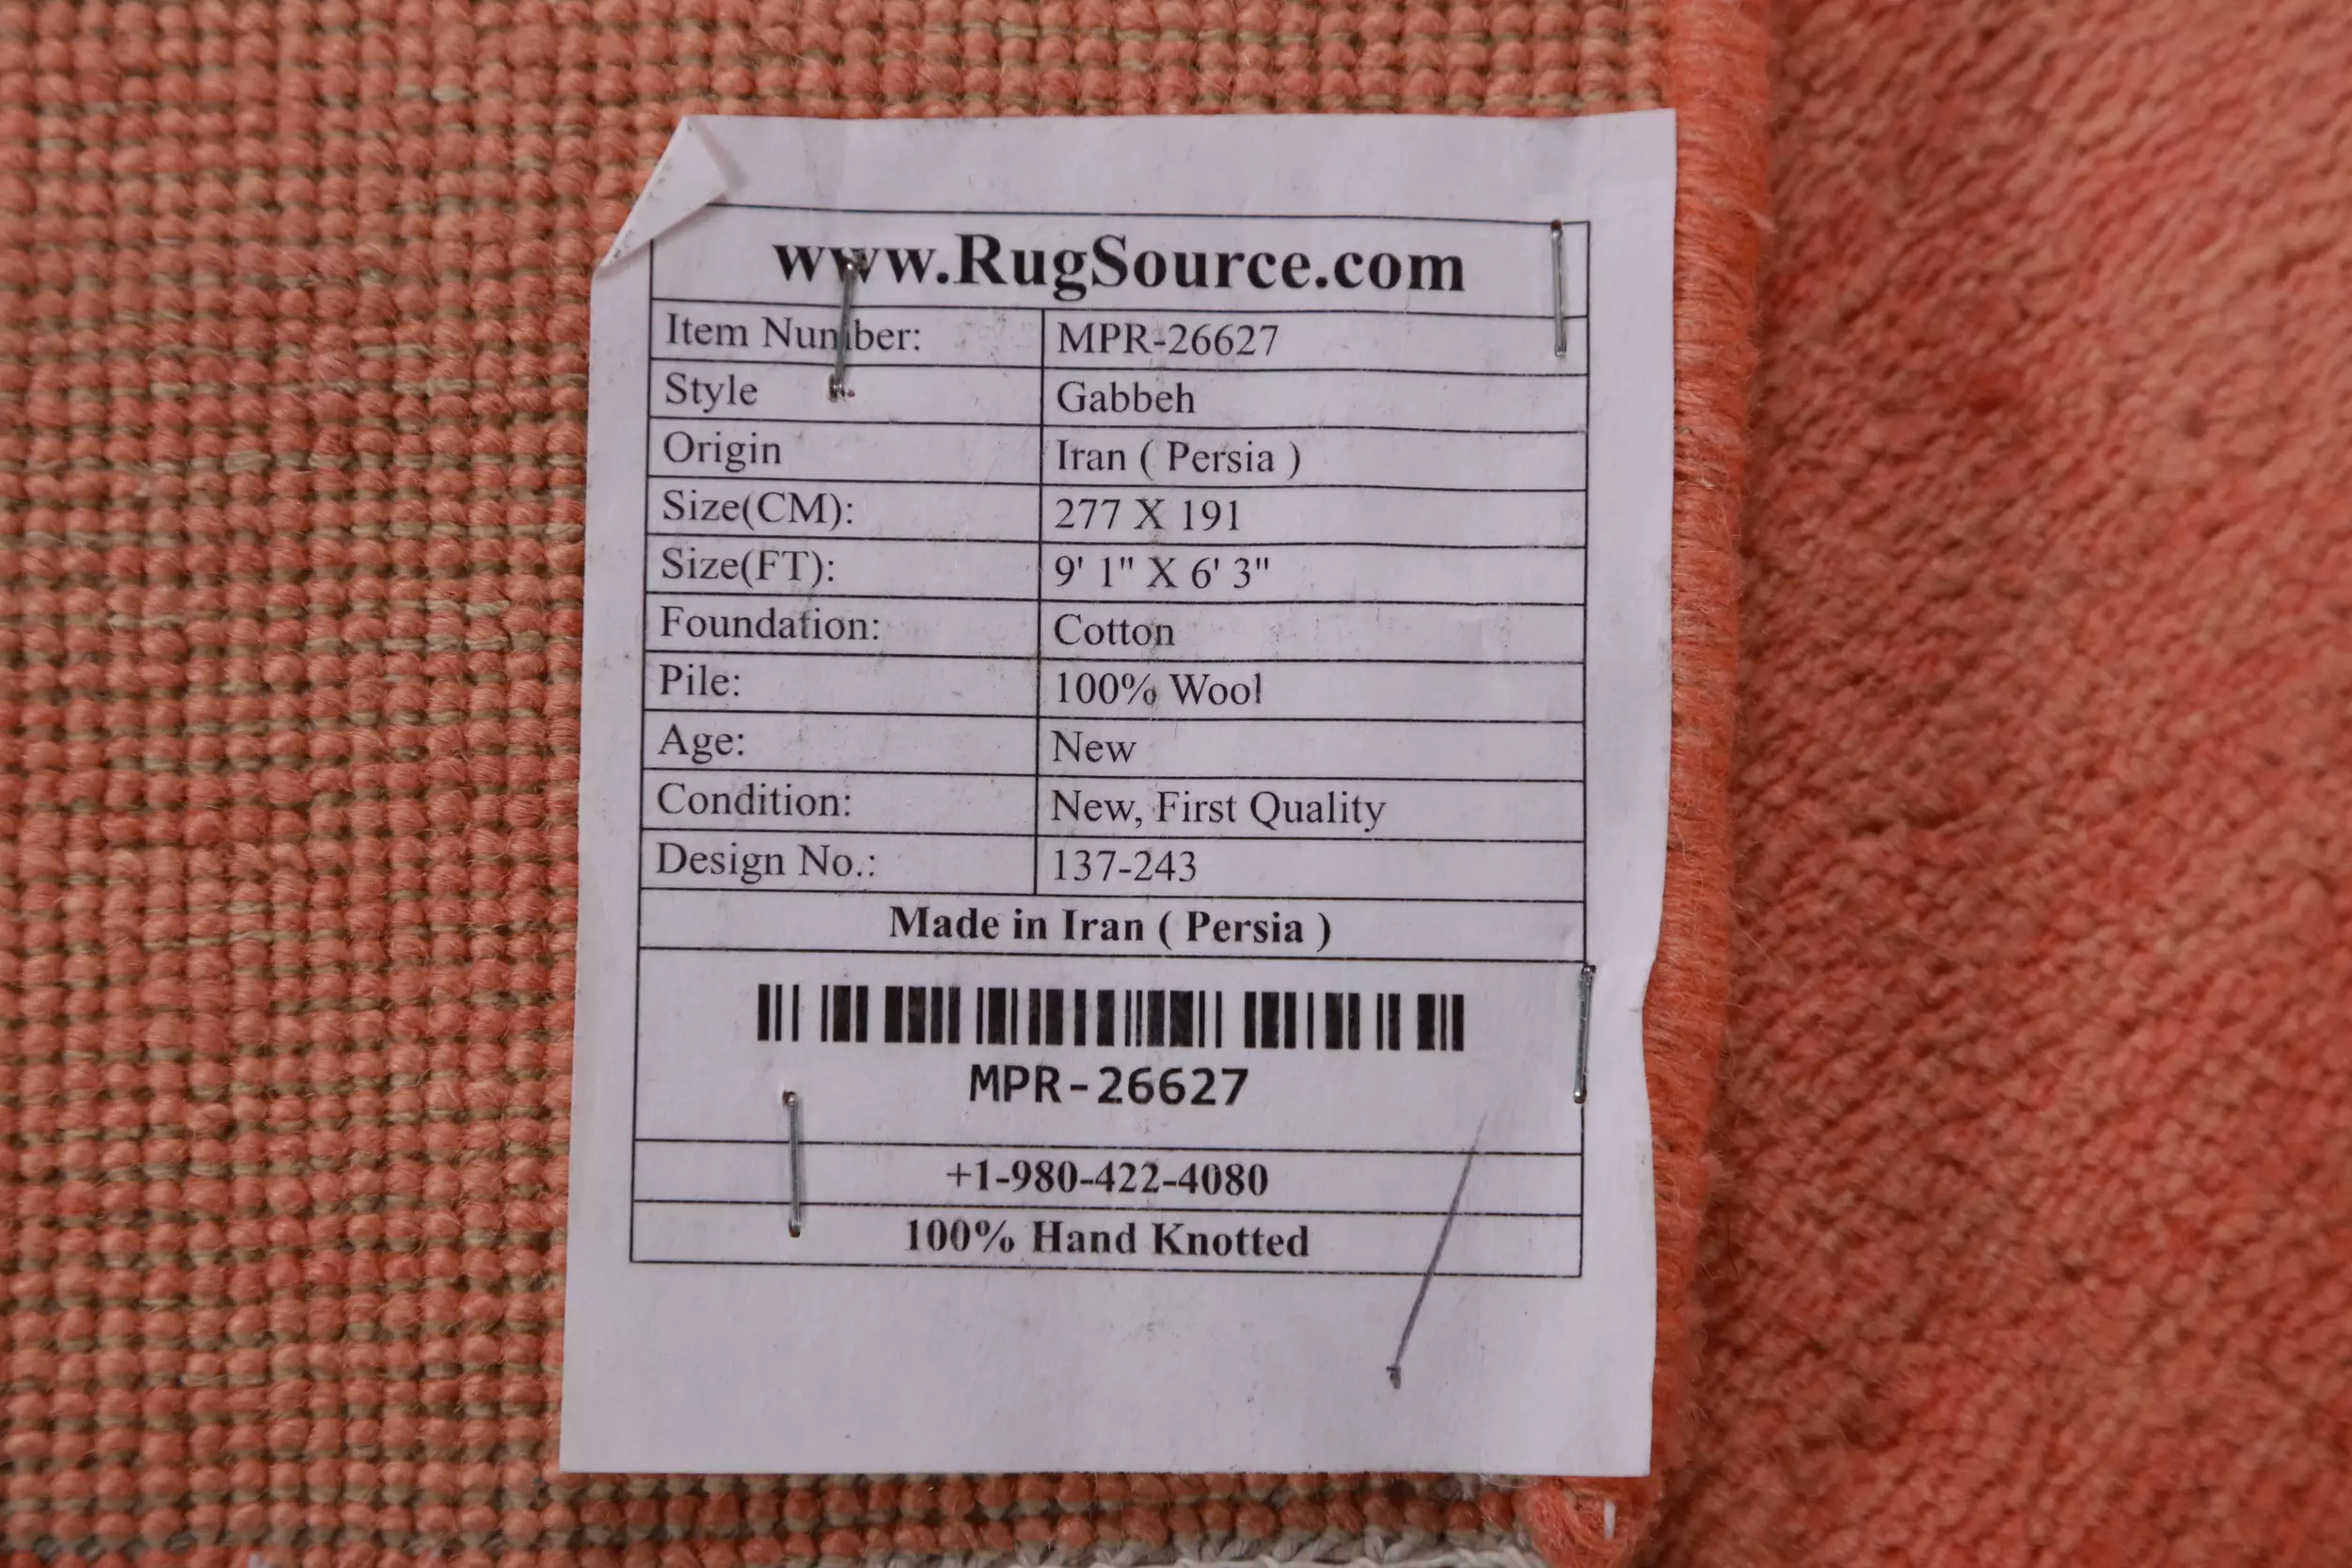 www.RugSource.com
Item Number: MPR-26627
Style Gabbeh
Origin Iran ( Persia )
Size(CM): 277 X 191
Size(FT): 9' 1" X 6' 3"
Foundation: Cotton
Pile: 100% Wool
Age: New
Condition: New, First Quality
Design No.: 137-243
Made in Iran ( Persia )
MPR-26627
+1-980-422-4080
100% Hand Knotted